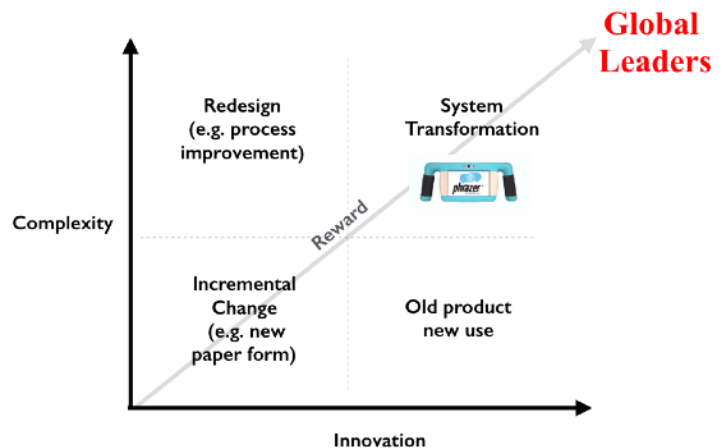 Global
Leaders
Redesign
(e.g. process
improvement)
System
Transformation
phrazer
Complexity
Reward
Incremental
Change
(e.g. new
paper form)
Old product
new use
Innovation